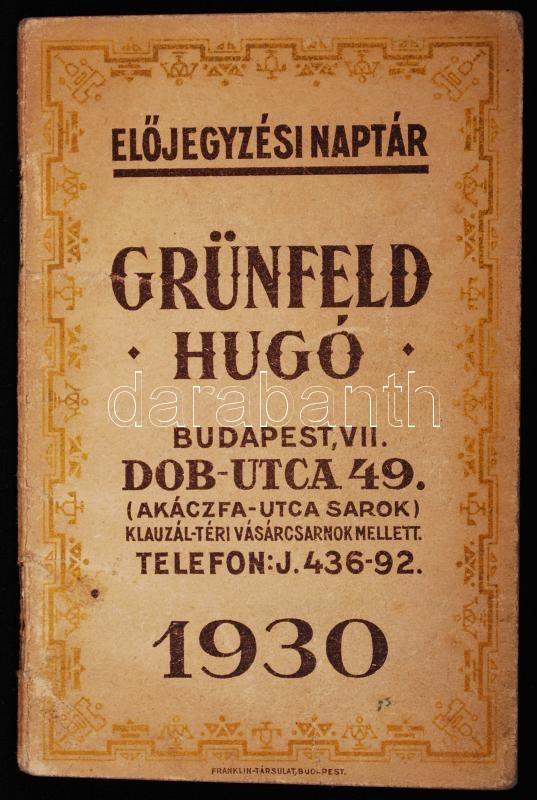 ELŐJEGYZÉSI NAPTÁR
GRÜNFELD
· HUGÓ ·
darabanth
BUDAPEST, VII.
DOB-UTCA 49.
(AKÁCZFA-UTCA SAROK)
KLAUZÁL-TÉRI VÁSÁRCSARNOK MELLETT.
TELEFON: J. 436-92.
1930
FRANKLIN-TÁRSULAT, BUDAPEST.